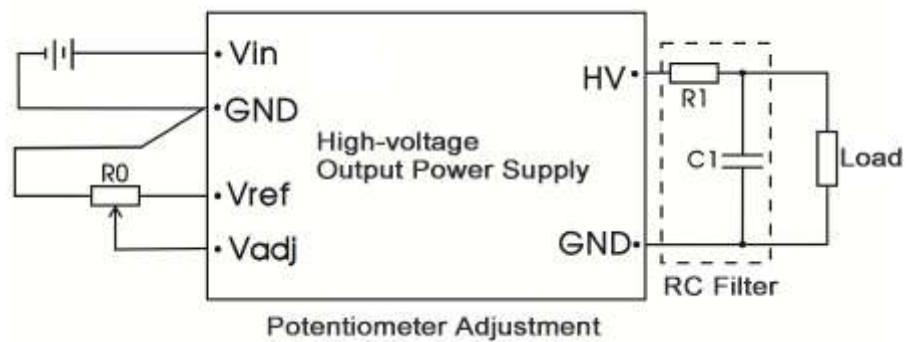 Vin
GND
R0
Vref
Vadj
High-voltage
Output Power Supply
HV
R1
C1
Load
GND
RC Filter
Potentiometer Adjustment